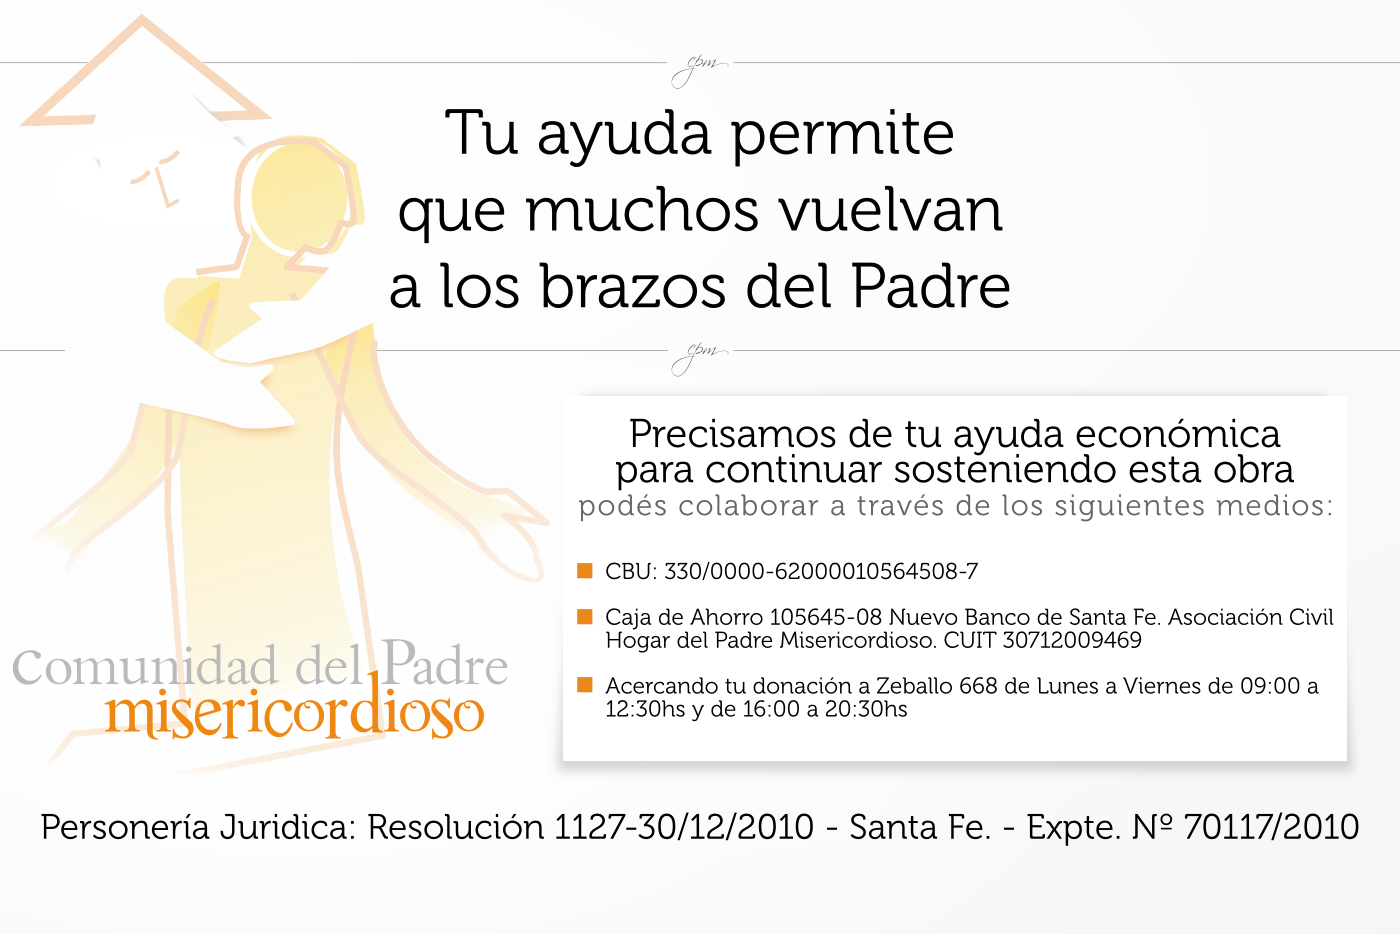 cpm
Tu ayuda permite
que muchos vuelvan
a los brazos del Padre
cpm
Precisamos de tu ayuda económica
para continuar sosteniendo esta obra
podés colaborar a través de los siguientes medios:
CBU: 330/0000-62000010564508-7
Caja de Ahorro 105645-08 Nuevo Banco de Santa Fe. Asociación Civil
Hogar del Padre Misericordioso. CUIT 30712009469
Acercando tu donación a Zeballo 668 de Lunes a Viernes de 09:00 a
12:30hs y de 16:00 a 20:30hs
Comunidad del Padre
misericordioso
Personería Juridica: Resolución 1127-30/12/2010 - Santa Fe. - Expte. Nº 70117/2010